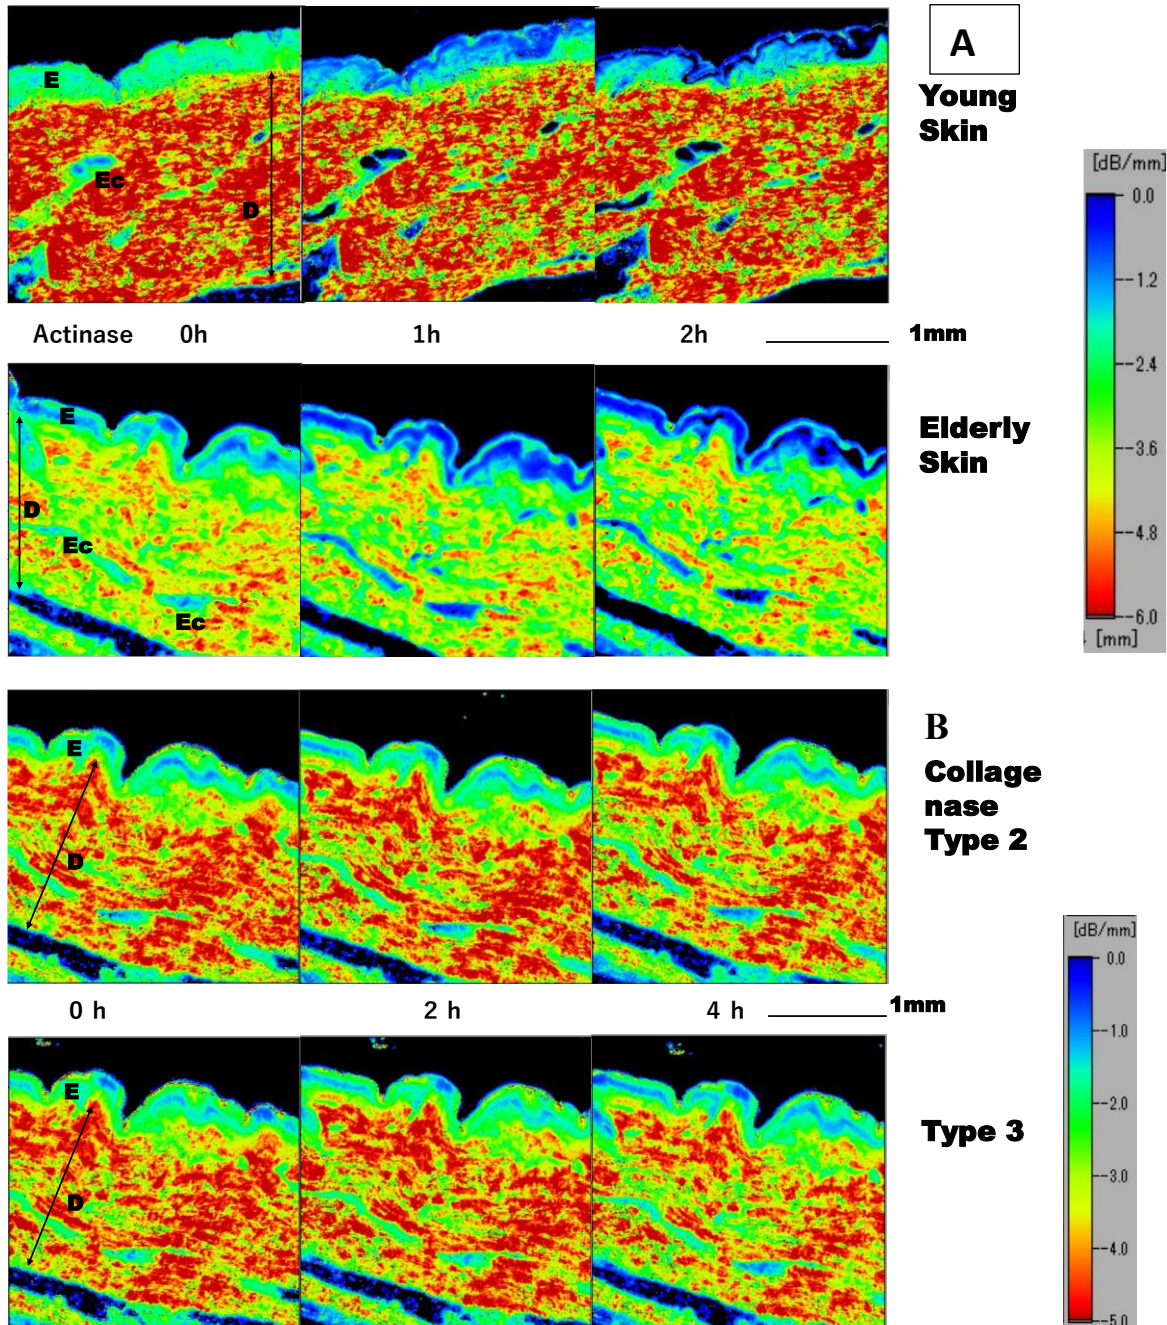 A
E
Ec
D
Young
Skin
[dB/mm]
0.0
-1.2
-2.4
-3.6
-4.8
-6.0
[mm]
Actinase 0h 1h 2h 1mm
E
D
Ec
Ec
Elderly
Skin
B
E
D
Collage
nase
Type 2
[dB/mm]
0.0
-1.0
-2.0
-3.0
-4.0
-5.0
0 h 2 h 4 h 1mm
E
D
Type 3